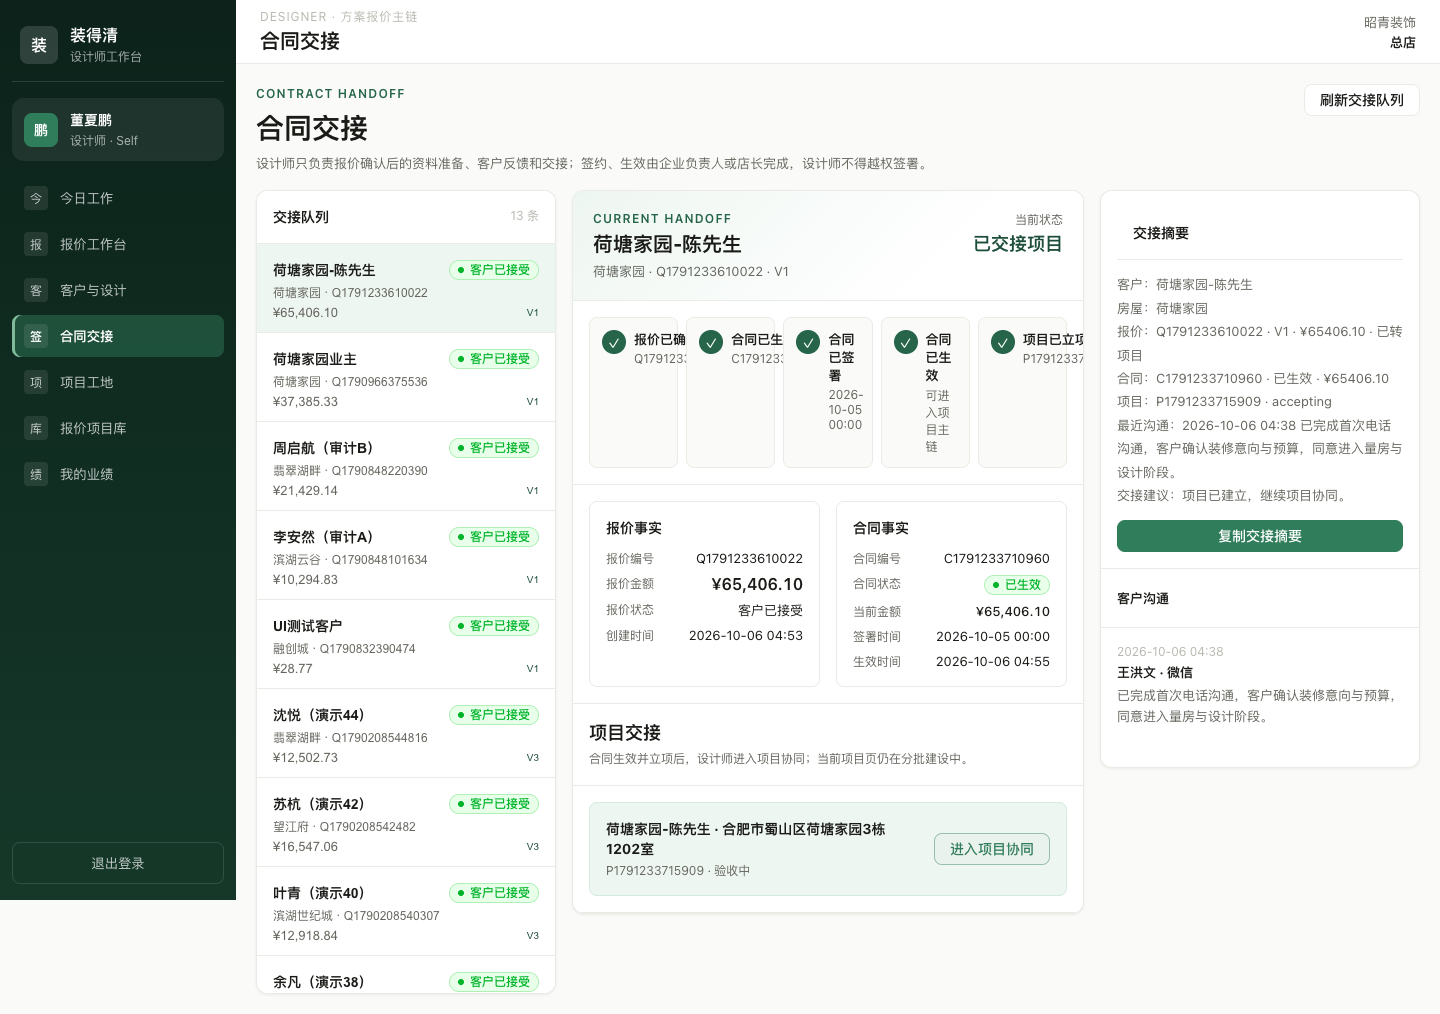 装
装得清
设计师工作台
鹏
董夏鹏
设计师 · Self
今 今日工作
报 报价工作台
客 客户与设计
签 合同交接
项 项目工地
库 报价项目库
绩 我的业绩
退出登录
DESIGNER · 方案报价主链
合同交接
昭青装饰
总店
CONTRACT HANDOFF
合同交接
设计师只负责报价确认后的资料准备、客户反馈和交接；签约、生效由企业负责人或店长完成，设计师不得越权签署。
刷新交接队列
交接队列 13 条
荷塘家园-陈先生 客户已接受
荷塘家园 · Q1791233610022
¥65,406.10 V1
荷塘家园业主 客户已接受
荷塘家园 · Q1790966375536
¥37,385.33 V1
周启航（审计B） 客户已接受
翡翠湖畔 · Q1790848220390
¥21,429.14 V1
李安然（审计A） 客户已接受
滨湖云谷 · Q1790848101634
¥10,294.83 V1
UI测试客户 客户已接受
融创城 · Q1790832390474
¥28.77 V1
沈悦（演示44） 客户已接受
翡翠湖畔 · Q1790208544816
¥12,502.73 V3
苏杭（演示42） 客户已接受
望江府 · Q1790208542482
¥16,547.06 V3
叶青（演示40） 客户已接受
滨湖世纪城 · Q1790208540307
¥12,918.84 V3
余凡（演示38） 客户已接受
CURRENT HANDOFF
荷塘家园-陈先生
荷塘家园 · Q1791233610022 · V1
当前状态
已交接项目
报价已确
Q1791233
合同已生
C1791233
合同
已签
署
2026-
10-05
00:00
合同
已生
效
可进
入项
目主
链
项目已立项
P17912337
报价事实
报价编号 Q1791233610022
报价金额 ¥65,406.10
报价状态 客户已接受
创建时间 2026-10-06 04:53
合同事实
合同编号 C1791233710960
合同状态 已生效
当前金额 ¥65,406.10
签署时间 2026-10-05 00:00
生效时间 2026-10-06 04:55
项目交接
合同生效并立项后，设计师进入项目协同；当前项目页仍在分批建设中。
荷塘家园-陈先生 · 合肥市蜀山区荷塘家园3栋
1202室
P1791233715909 · 验收中
进入项目协同
交接摘要
客户：荷塘家园-陈先生
房屋：荷塘家园
报价：Q1791233610022 · V1 · ¥65406.10 · 已转
项目
合同：C1791233710960 · 已生效 · ¥65406.10
项目：P1791233715909 · accepting
最近沟通：2026-10-06 04:38 已完成首次电话
沟通，客户确认装修意向与预算，同意进入量房与
设计阶段。
交接建议：项目已建立，继续项目协同。
复制交接摘要
客户沟通
2026-10-06 04:38
王洪文 · 微信
已完成首次电话沟通，客户确认装修意向与预算，
同意进入量房与设计阶段。